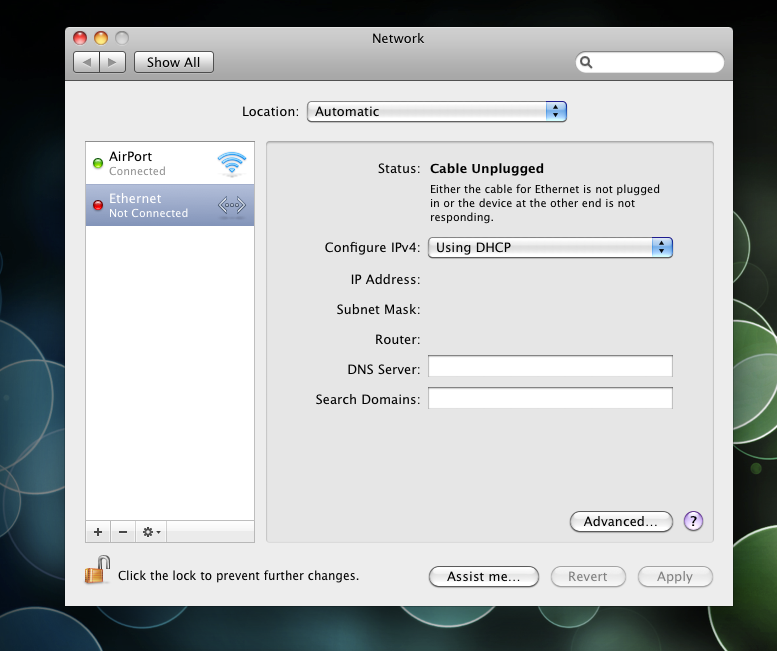 Network
Show All
Location: Automatic
AirPort
Connected
Ethernet
Not Connected
Status: Cable Unplugged
Either the cable for Ethernet is not plugged
in or the device at the other end is not
responding.
Configure IPv4: Using DHCP
IP Address:
Subnet Mask:
Router:
DNS Server:
Search Domains:
Advanced... ?
Click the lock to prevent further changes.
Assist me... Revert Apply